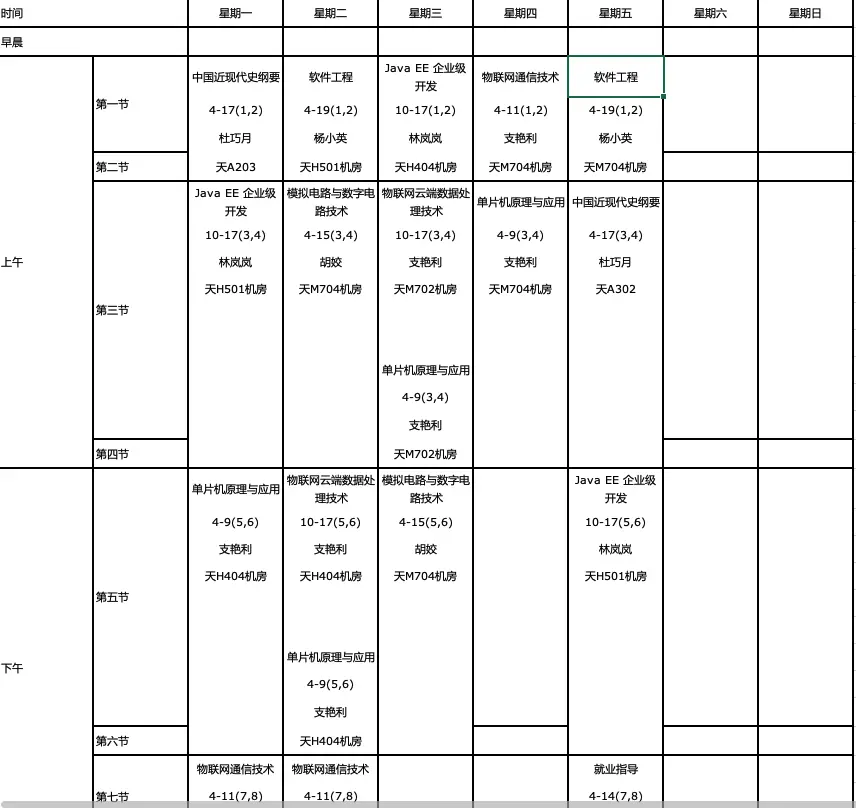 时间 星期一 星期二 星期三 星期四 星期五 星期六 星期日
早晨
上午
第一节
中国近现代史纲要
4-17(1,2)
杜巧月
天A203
软件工程
4-19(1,2)
杨小英
天H501机房
Java EE 企业级
开发
10-17(1,2)
林岚岚
天H404机房
物联网通信技术
4-11(1,2)
支艳利
天M704机房
软件工程
4-19(1,2)
杨小英
天M704机房
第二节
第三节
Java EE 企业级
开发
10-17(3,4)
林岚岚
天H501机房
模拟电路与数字电
路技术
4-15(3,4)
胡姣
天M704机房
物联网云端数据处
理技术
10-17(3,4)
支艳利
天M702机房
单片机原理与应用
4-9(3,4)
支艳利
天M702机房
单片机原理与应用
4-9(3,4)
支艳利
天M704机房
中国近现代史纲要
4-17(3,4)
杜巧月
天A302
第四节
下午
第五节
单片机原理与应用
4-9(5,6)
支艳利
天H404机房
物联网云端数据处
理技术
10-17(5,6)
支艳利
天H404机房
单片机原理与应用
4-9(5,6)
支艳利
天H404机房
模拟电路与数字电
路技术
4-15(5,6)
胡姣
天M704机房
Java EE 企业级
开发
10-17(5,6)
林岚岚
天H501机房
第六节
第七节
物联网通信技术
4-11(7,8)
物联网通信技术
4-11(7,8)
就业指导
4-14(7,8)